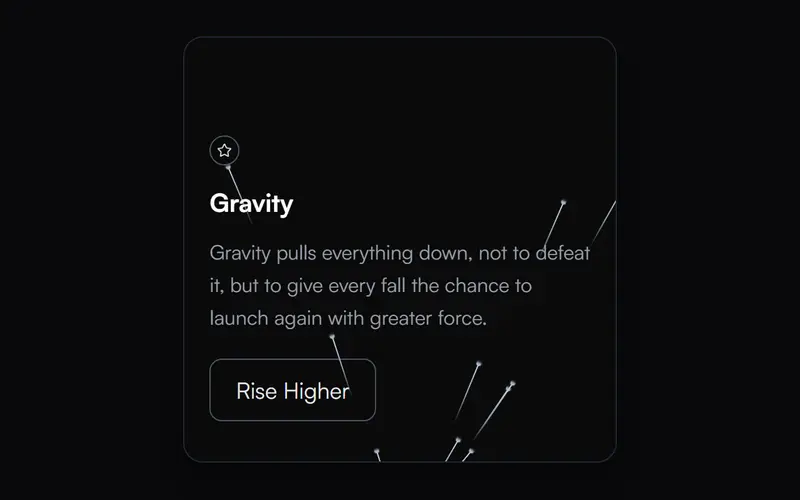 Gravity
Gravity pulls everything down, not to defeat
it, but to give every fall the chance to
launch again with greater force.
Rise Higher